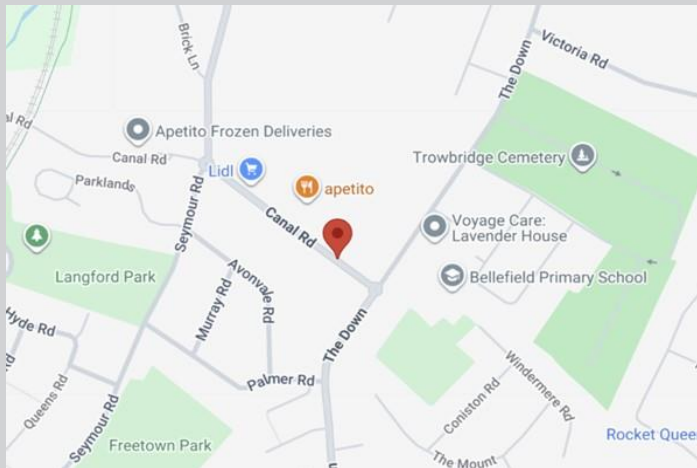 Victoria Rd
The Down
Brick Ln
Apetito Frozen Deliveries
al Rd
Canal Rd
Lidl
Trowbridge Cemetery
Parklands
apetito
Seymour Rd
Canal Rd
Voyage Care:
Lavender House
Langford Park
Avonvale Rd
Bellefield Primary School
Murray Rd
Hyde Rd
The Down
Palmer Rd
Windermere Rd
Queens Rd
Coniston Rd
Seymour Rd
Freetown Park
Rocket Quee
The Mount